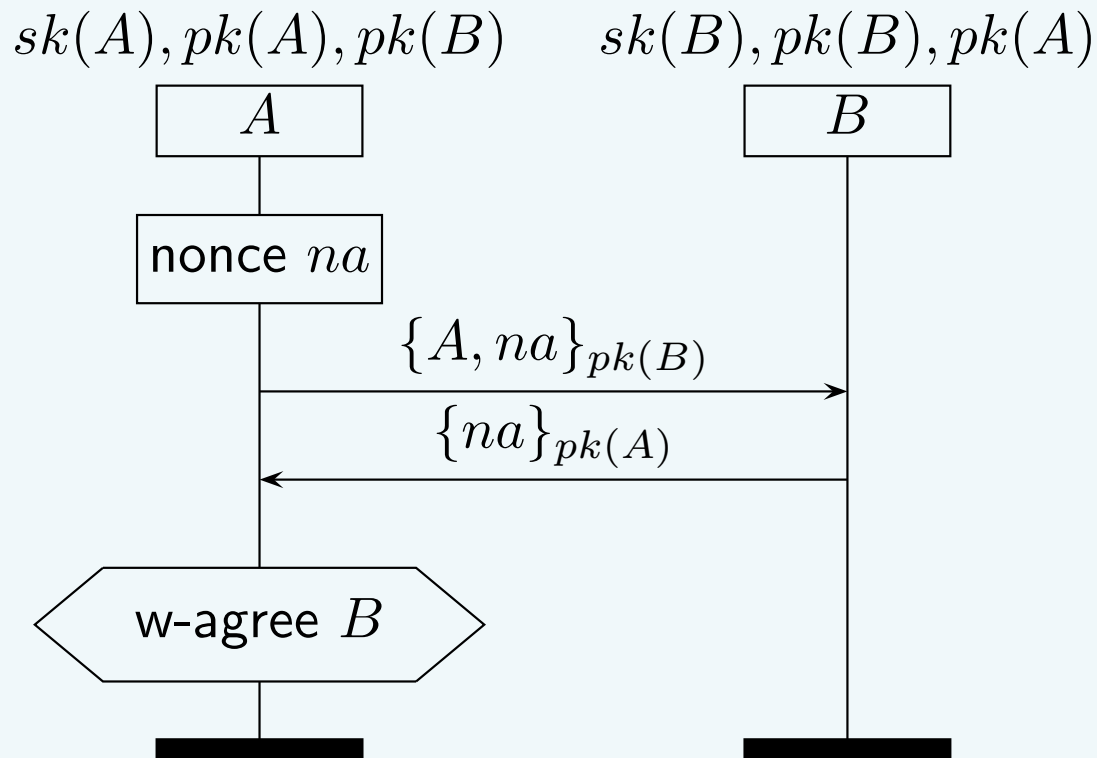 sk(A), pk(A), pk(B)
sk(B), pk(B), pk(A)
A
B
nonce na
{A, na}pk(B)
{na}pk(A)
w-agree B